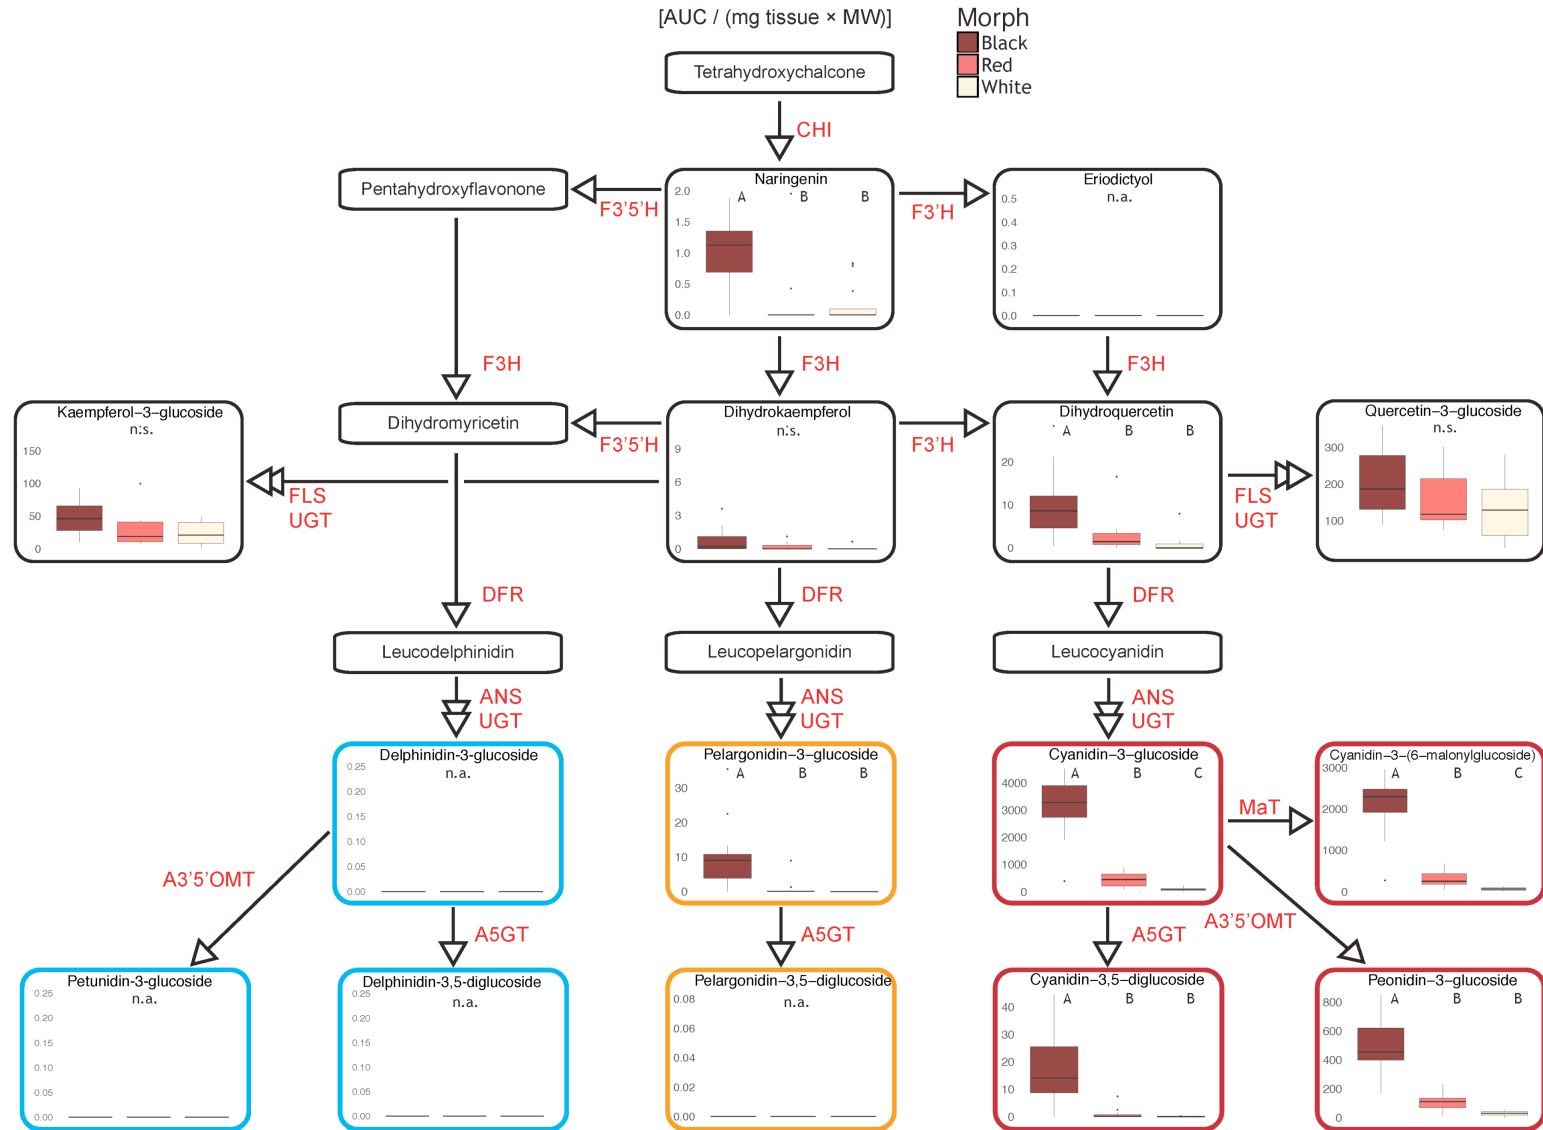 [AUC / (mg tissue × MW)]
Morph
Black
Red
White
Tetrahydroxychalcone
CHI
Pentahydroxyflavonone
F3'5'H
Naringenin
A B B
2.0
1.5
1.0
0.5
0.0
F3'H
Eriodictyol
n.a.
0.5
0.4
0.3
0.2
0.1
0.0
F3H
F3H
F3H
Kaempferol–3–glucoside
n.s.
150
100
50
0
FLS
UGT
Dihydromyricetin
F3'5'H
Dihydrokaempferol
n.s.
9
6
3
0
F3'H
Dihydroquercetin
A B B
20
10
0
FLS
UGT
Quercetin–3–glucoside
n.s.
300
200
100
DFR
DFR
DFR
Leucodelphinidin
Leucopelargonidin
Leucocyanidin
ANS
UGT
ANS
UGT
ANS
UGT
Delphinidin-3-glucoside
n.a.
0.25
0.20
0.15
0.10
0.05
0.00
Pelargonidin–3–glucoside
A B B
30
20
10
0
Cyanidin–3–glucoside
A B C
4000
3000
2000
1000
0
MaT
Cyanidin–3–(6–malonylglucoside)
A B C
3000
2000
1000
0
A3'5'OMT
A5GT
A5GT
A5GT
A3'5'OMT
Petunidin-3-glucoside
n.a.
0.25
0.20
0.15
0.10
0.05
0.00
Delphinidin-3,5-diglucoside
n.a.
0.25
0.20
0.15
0.10
0.05
0.00
Pelargonidin–3,5–diglucoside
n.a.
0.08
0.06
0.04
0.02
0.00
Cyanidin–3,5–diglucoside
A B B
40
30
20
10
0
Peonidin–3–glucoside
A B B
800
600
400
200
0